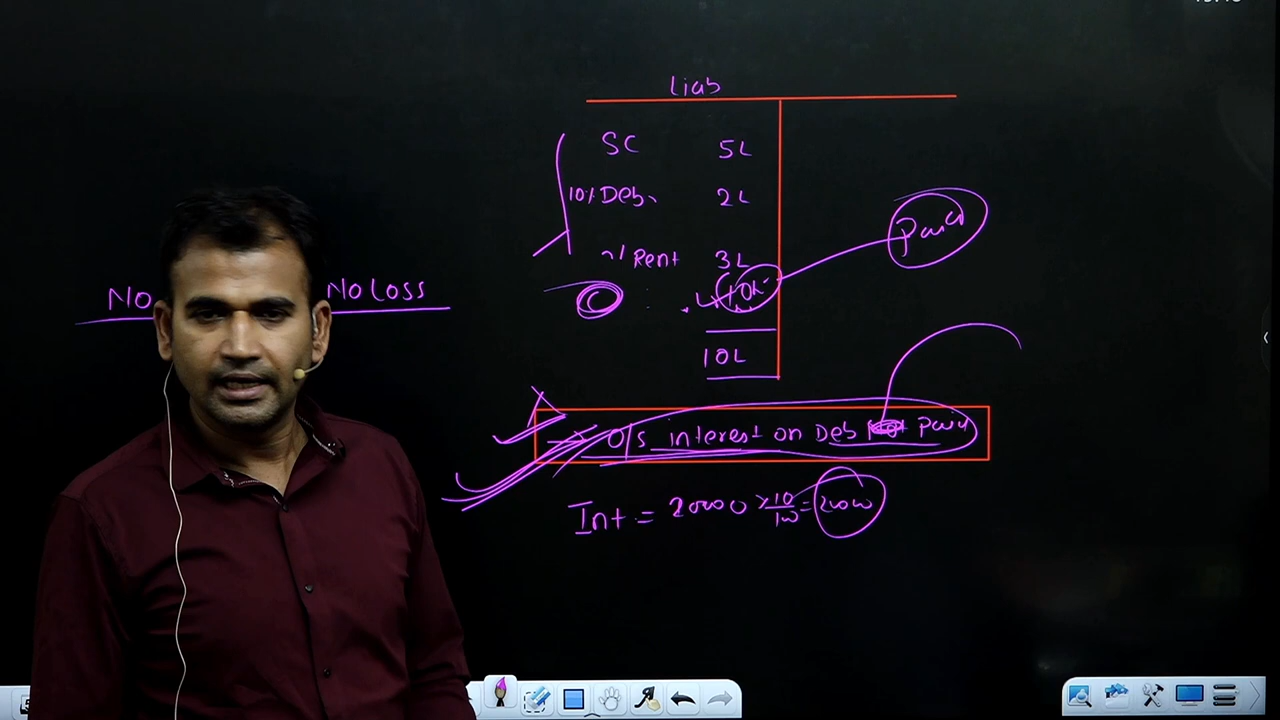 Liab
SC 5L
10% Deb. 2L
Rent 3L
10L
NO
NO LOSS
Paid
O/S interest on Deb paid
Int = 20000 × 10/100 = 2000